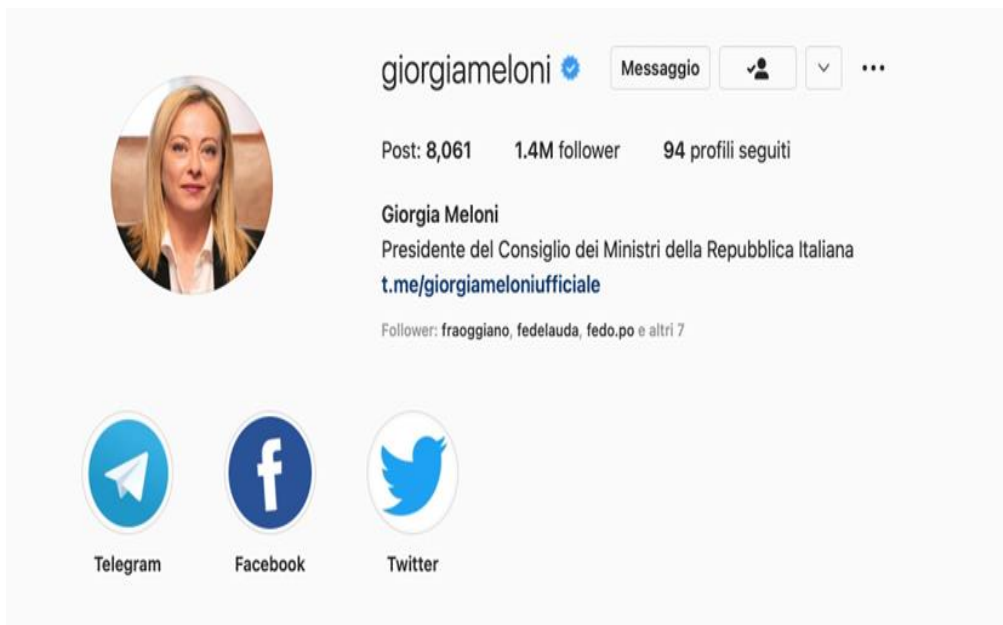 giorgiameloni
Messaggio
Post: 8,061 1.4M follower 94 profili seguiti
Giorgia Meloni
Presidente del Consiglio dei Ministri della Repubblica Italiana
t.me/giorgiameloniufficiale
Follower: fraoggiano, fedelauda, fedo.po e altri 7
Telegram Facebook Twitter